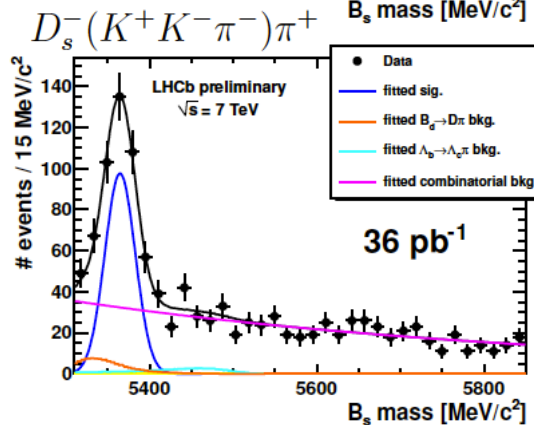 B_s mass [MeV/c²]
D_s^-(K^+K^-π^-)π^+
# events / 15 MeV/c²
140
120
100
80
60
40
20
0
LHCb preliminary
√s = 7 TeV
Data
fitted sig.
fitted B_d→Dπ bkg.
fitted Λ_b→Λ_cπ bkg.
fitted combinatorial bkg
36 pb⁻¹
5400
5600
5800
B_s mass [MeV/c²]